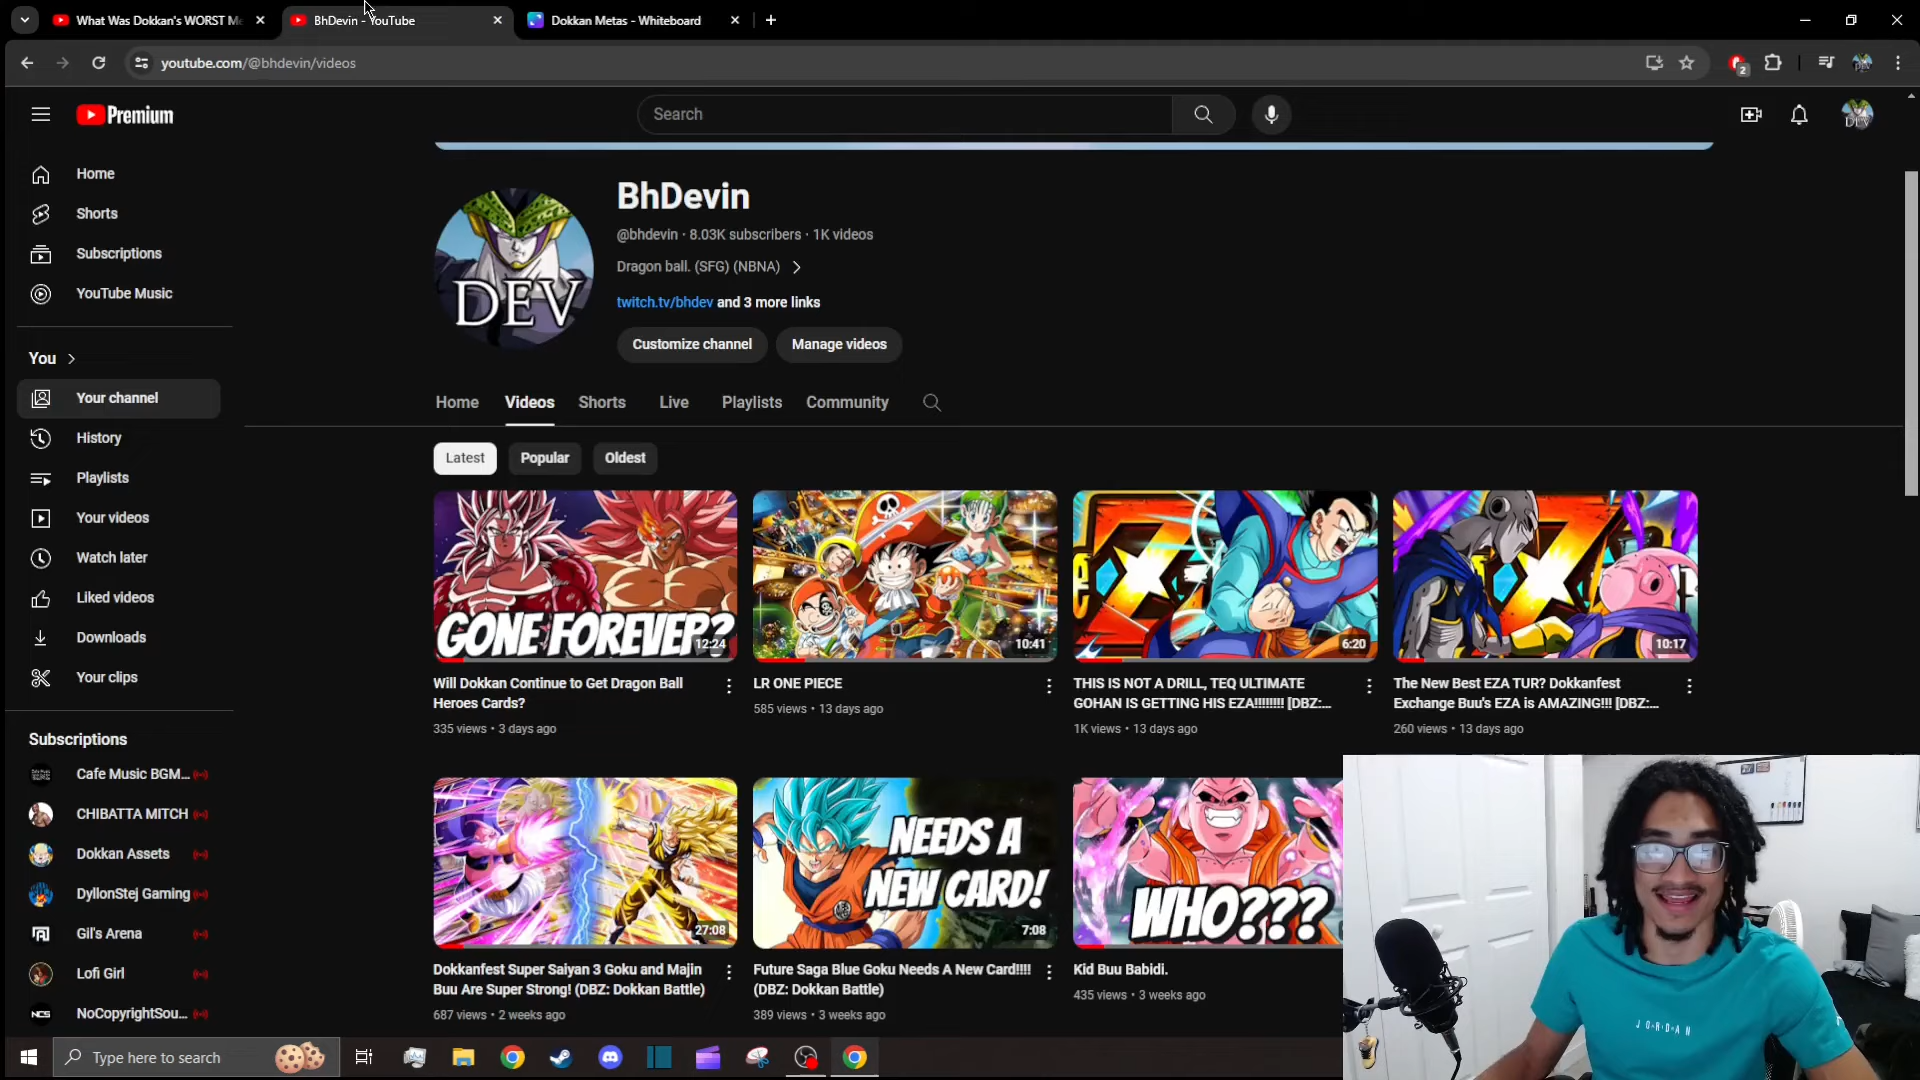 What Was Dokkan's WORST Me
BhDevin - YouTube
Dokkan Metas - Whiteboard
youtube.com/@bhdevin/videos
2
Premium
Search
DEV
Home
Shorts
Subscriptions
YouTube Music
You
Your channel
History
Playlists
Your videos
Watch later
Liked videos
Downloads
Your clips
Subscriptions
Cafe Music BGM...
CHIBATTA MITCH
Dokkan Assets
DyllonStej Gaming
Gil's Arena
Lofi Girl
NCS
NoCopyrightSou...
DEV
BhDevin
@bhdevin · 8.03K subscribers · 1K videos
Dragon ball. (SFG) (NBNA)
twitch.tv/bhdev and 3 more links
Customize channel
Manage videos
Home
Videos
Shorts
Live
Playlists
Community
Latest
Popular
Oldest
GONE FOREVER?
12:24
10:41
6:20
10:17
Will Dokkan Continue to Get Dragon Ball
Heroes Cards?
335 views · 3 days ago
LR ONE PIECE
585 views · 13 days ago
THIS IS NOT A DRILL, TEQ ULTIMATE
GOHAN IS GETTING HIS EZA!!!!!!!! [DBZ:...
1K views · 13 days ago
The New Best EZA TUR? Dokkanfest
Exchange Buu's EZA is AMAZING!!! [DBZ:...
260 views · 13 days ago
27:08
NEEDS A
NEW CARD!
7:08
WHO???
Dokkanfest Super Saiyan 3 Goku and Majin
Buu Are Super Strong! (DBZ: Dokkan Battle)
687 views · 2 weeks ago
Future Saga Blue Goku Needs A New Card!!!!
(DBZ: Dokkan Battle)
389 views · 3 weeks ago
Kid Buu Babidi.
435 views · 3 weeks ago
JORDAN
Type here to search